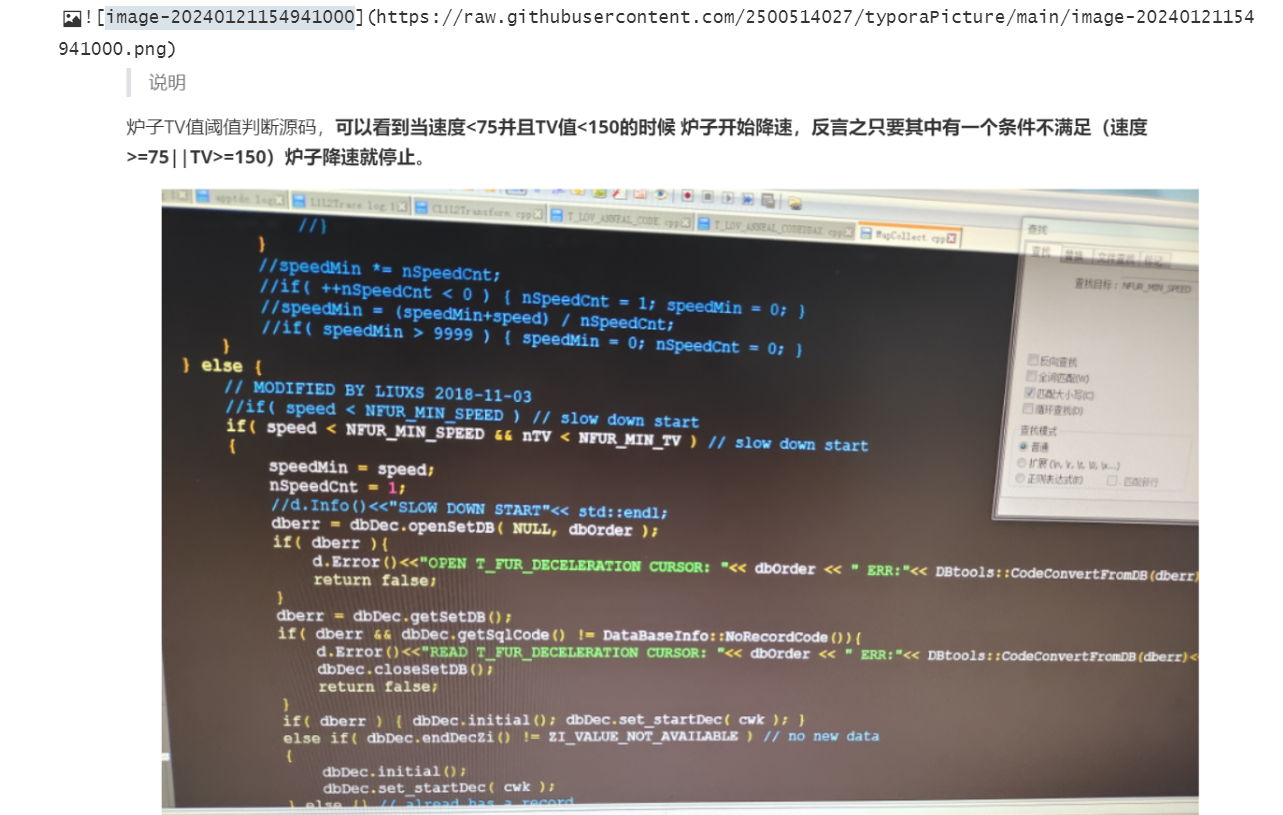 ![image-20240121154941000](https://raw.githubusercontent.com/2500514027/typoraPicture/main/image-20240121154
941000.png)
说明
炉子TV值阈值判断源码，可以看到当速度<75并且TV值<150的时候 炉子开始降速，反言之只要其中有一个条件不满足（速度
>=75||TV>=150）炉子降速就停止。
L1L2Trace.log.1 CL1L2Transform.cpp T_LOV_ANNEAL_CODE.cpp T_LOV_ANNEAL_CODE2BAX.cpp MapCollect.cpp
//}
}
//speedMin *= nSpeedCnt;
//if( ++nSpeedCnt < 0 ) { nSpeedCnt = 1; speedMin = 0; }
//speedMin = (speedMin+speed) / nSpeedCnt;
//if( speedMin > 9999 ) { speedMin = 0; nSpeedCnt = 0; }
}
} else {
// MODIFIED BY LIUXS 2018-11-03
//if( speed < NFUR_MIN_SPEED ) // slow down start
if( speed < NFUR_MIN_SPEED && nTV < NFUR_MIN_TV ) // slow down start
{
speedMin = speed;
nSpeedCnt = 1;
//d.Info()<<"SLOW DOWN START"<< std::endl;
dberr = dbDec.openSetDB( NULL, dbOrder );
if( dberr ){
d.Error()<<"OPEN T_FUR_DECELERATION CURSOR: "<< dbOrder << " ERR:"<< DBtools::CodeConvertFromDB(dberr)
return false;
}
dberr = dbDec.getSetDB();
if( dberr && dbDec.getSqlCode() != DataBaseInfo::NoRecordCode()){
d.Error()<<"READ T_FUR_DECELERATION CURSOR: "<< dbOrder << " ERR:"<< DBtools::CodeConvertFromDB(dberr)<<
dbDec.closeSetDB();
return false;
}
if( dberr ) { dbDec.initial(); dbDec.set_startDec( cwk ); }
else if( dbDec.endDecZi() != ZI_VALUE_NOT_AVAILABLE ) // no new data
{
dbDec.initial();
dbDec.set_startDec( cwk );
} else {} // alread has a record
查找
查找 替换 文件查找 标记
查找目标：NFUR_MIN_SPEED
反向查找
全词匹配(W)
匹配大小写(C)
循环查找(D)
查找模式
普通
扩展 (\n, \r, \t, \0, \x...)
正则表达式(E) 匹配新行